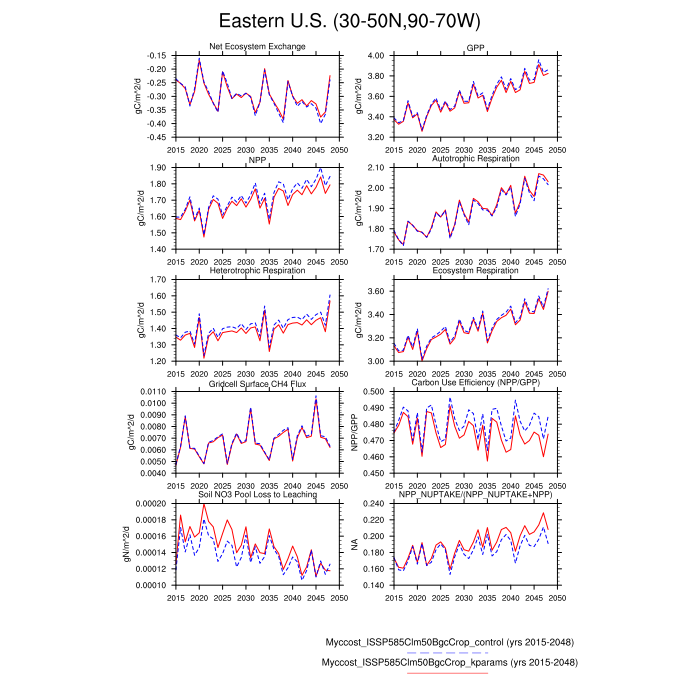 Eastern U.S. (30-50N,90-70W)
Net Ecosystem Exchange
GPP
gC/m^2/d
-0.15
-0.20
-0.25
-0.30
-0.35
-0.40
-0.45
2015 2020 2025 2030 2035 2040 2045 2050
gC/m^2/d
4.00
3.80
3.60
3.40
3.20
2015 2020 2025 2030 2035 2040 2045 2050
NPP
Autotrophic Respiration
gC/m^2/d
1.90
1.80
1.70
1.60
1.50
1.40
2015 2020 2025 2030 2035 2040 2045 2050
gC/m^2/d
2.10
2.00
1.90
1.80
1.70
2015 2020 2025 2030 2035 2040 2045 2050
Heterotrophic Respiration
Ecosystem Respiration
gC/m^2/d
1.70
1.60
1.50
1.40
1.30
1.20
2015 2020 2025 2030 2035 2040 2045 2050
gC/m^2/d
3.60
3.40
3.20
3.00
2015 2020 2025 2030 2035 2040 2045 2050
Gridcell Surface CH4 Flux
Carbon Use Efficiency (NPP/GPP)
gC/m^2/d
0.0110
0.0100
0.0090
0.0080
0.0070
0.0060
0.0050
0.0040
2015 2020 2025 2030 2035 2040 2045 2050
NPP/GPP
0.500
0.490
0.480
0.470
0.460
0.450
2015 2020 2025 2030 2035 2040 2045 2050
Soil NO3 Pool Loss to Leaching
NPP_NUPTAKE/(NPP_NUPTAKE+NPP)
gN/m^2/d
0.00020
0.00018
0.00016
0.00014
0.00012
0.00010
2015 2020 2025 2030 2035 2040 2045 2050
NA
0.240
0.220
0.200
0.180
0.160
0.140
2015 2020 2025 2030 2035 2040 2045 2050
Myccost_ISSP585Clm50BgcCrop_control (yrs 2015-2048)
Myccost_ISSP585Clm50BgcCrop_kparams (yrs 2015-2048)